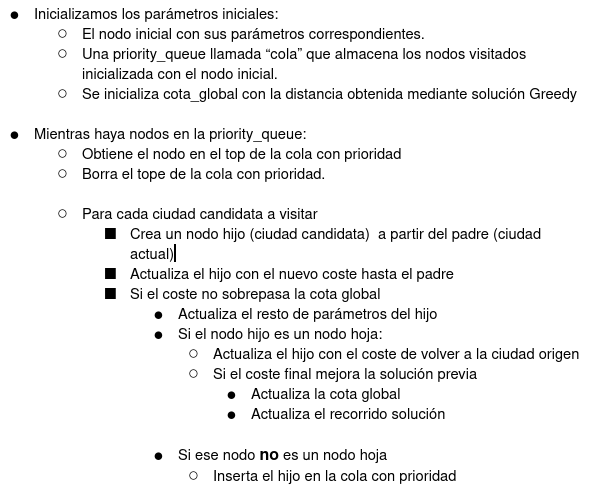 ● Inicializamos los parámetros iniciales:
○ El nodo inicial con sus parámetros correspondientes.
○ Una priority_queue llamada “cola” que almacena los nodos visitados
inicializada con el nodo inicial.
○ Se inicializa cota_global con la distancia obtenida mediante solución Greedy
● Mientras haya nodos en la priority_queue:
○ Obtiene el nodo en el top de la cola con prioridad
○ Borra el tope de la cola con prioridad.
○ Para cada ciudad candidata a visitar
■ Crea un nodo hijo (ciudad candidata)  a partir del padre (ciudad
actual)
■ Actualiza el hijo con el nuevo coste hasta el padre
■ Si el coste no sobrepasa la cota global
● Actualiza el resto de parámetros del hijo
● Si el nodo hijo es un nodo hoja:
○ Actualiza el hijo con el coste de volver a la ciudad origen
○ Si el coste final mejora la solución previa
● Actualiza la cota global
● Actualiza el recorrido solución
● Si ese nodo no es un nodo hoja
○ Inserta el hijo en la cola con prioridad